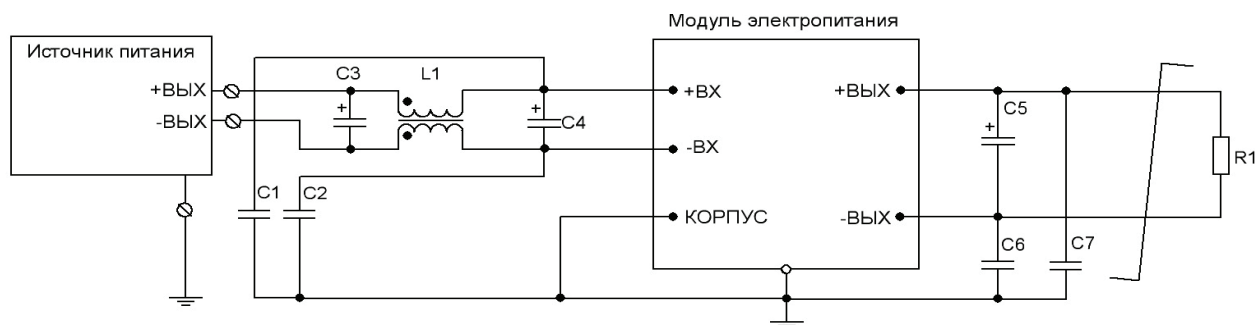 Модуль электропитания
Источник питания
+ВЫХ
-ВЫХ
C3
+
L1
+
C4
C1
C2
+ВХ
-ВХ
КОРПУС
+ВЫХ
-ВЫХ
C5
+
C6
C7
R1